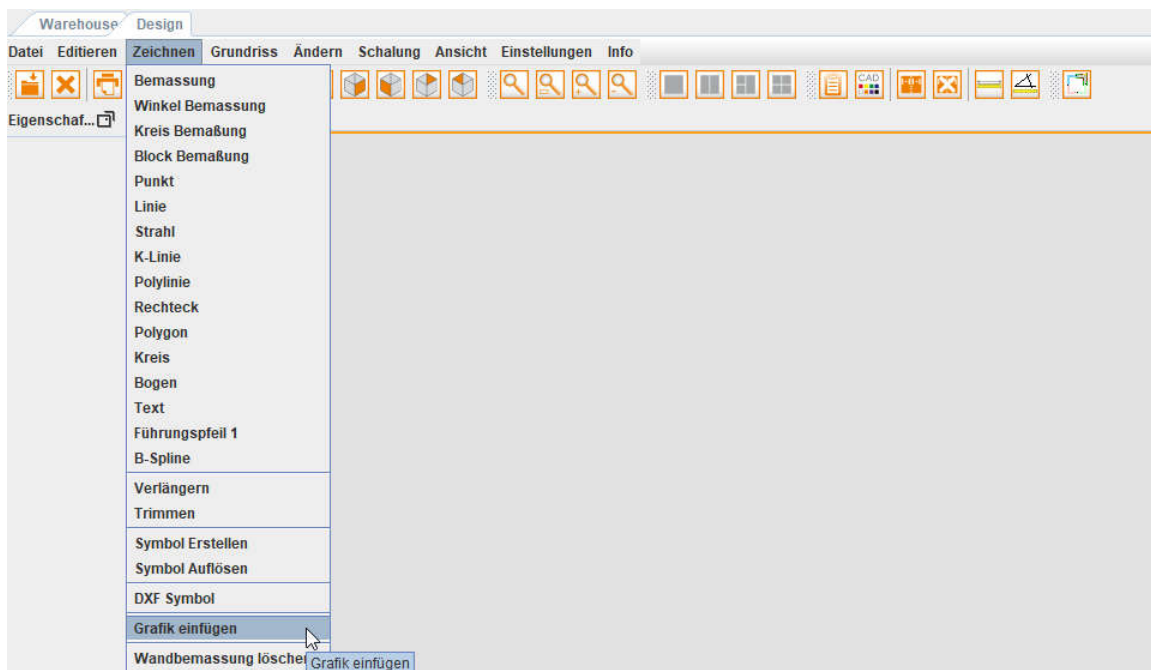 Warehouse Design
Datei Editieren Zeichnen Grundriss Ändern Schalung Ansicht Einstellungen Info
CAD
Eigenschaf...
Bemassung
Winkel Bemassung
Kreis Bemaßung
Block Bemaßung
Punkt
Linie
Strahl
K-Linie
Polylinie
Rechteck
Polygon
Kreis
Bogen
Text
Führungspfeil 1
B-Spline
Verlängern
Trimmen
Symbol Erstellen
Symbol Auflösen
DXF Symbol
Grafik einfügen
Wandbemassung lösche
Grafik einfügen